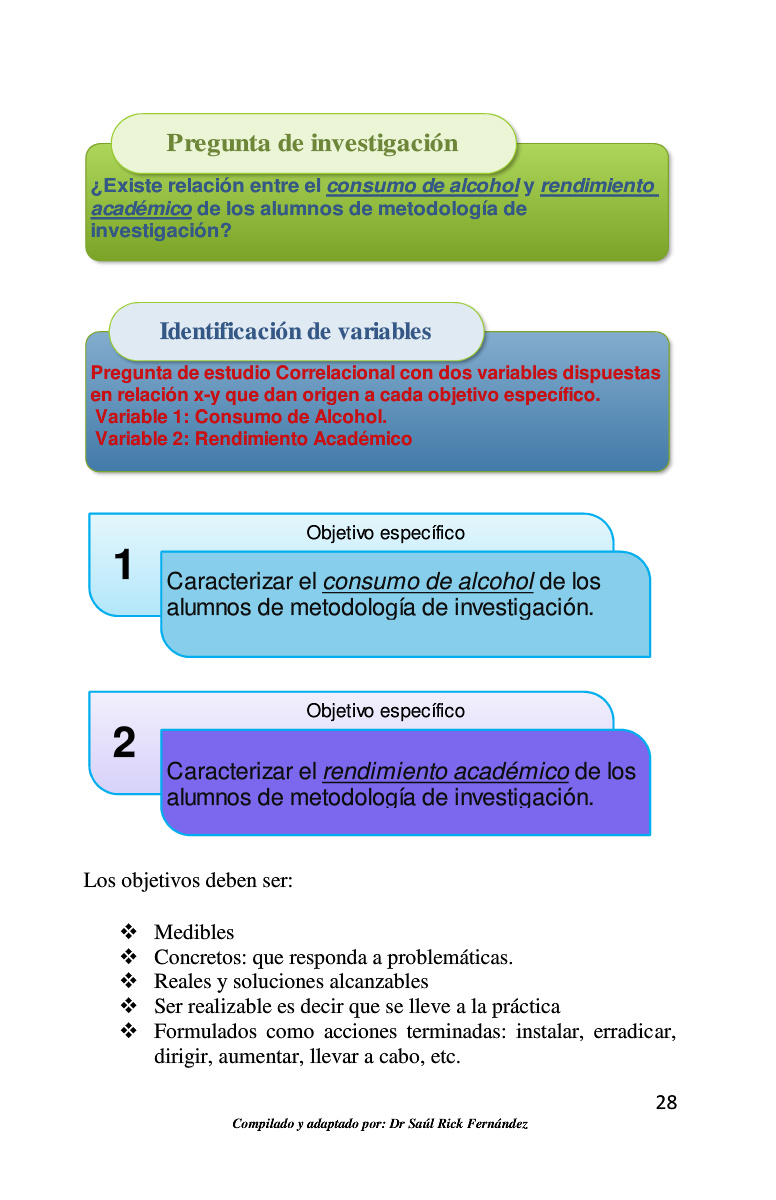 Pregunta de investigación
¿Existe relación entre el consumo de alcohol y rendimiento
académico de los alumnos de metodología de
investigación?
Identificación de variables
Pregunta de estudio Correlacional con dos variables dispuestas
en relación x-y que dan origen a cada objetivo específico.
Variable 1: Consumo de Alcohol.
Variable 2: Rendimiento Académico
Objetivo específico
1
Caracterizar el consumo de alcohol de los
alumnos de metodología de investigación.
Objetivo específico
2
Caracterizar el rendimiento académico de los
alumnos de metodología de investigación.
Los objetivos deben ser:
❖ Medibles
❖ Concretos: que responda a problemáticas.
❖ Reales y soluciones alcanzables
❖ Ser realizable es decir que se lleve a la práctica
❖ Formulados como acciones terminadas: instalar, erradicar,
dirigir, aumentar, llevar a cabo, etc.
28
Compilado y adaptado por: Dr Saúl Rick Fernández